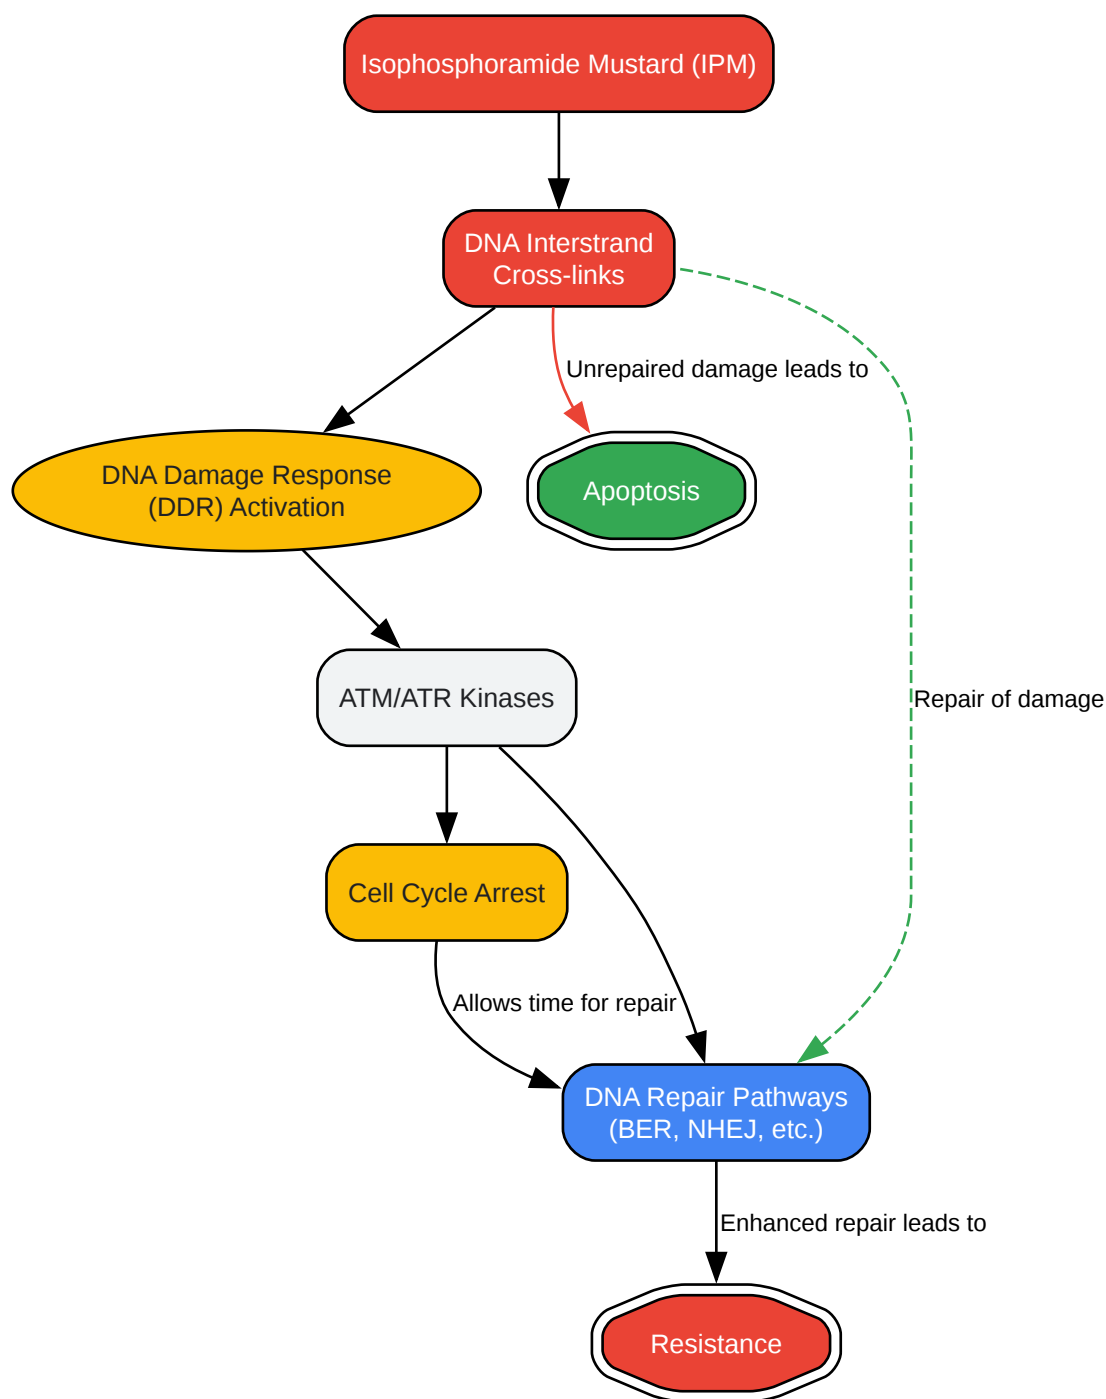 Isophosphoramide Mustard (IPM)
DNA Interstrand
Cross-links
Unrepaired damage leads to
DNA Damage Response
(DDR) Activation
Apoptosis
ATM/ATR Kinases
Repair of damage
Cell Cycle Arrest
Allows time for repair
DNA Repair Pathways
(BER, NHEJ, etc.)
Enhanced repair leads to
Resistance